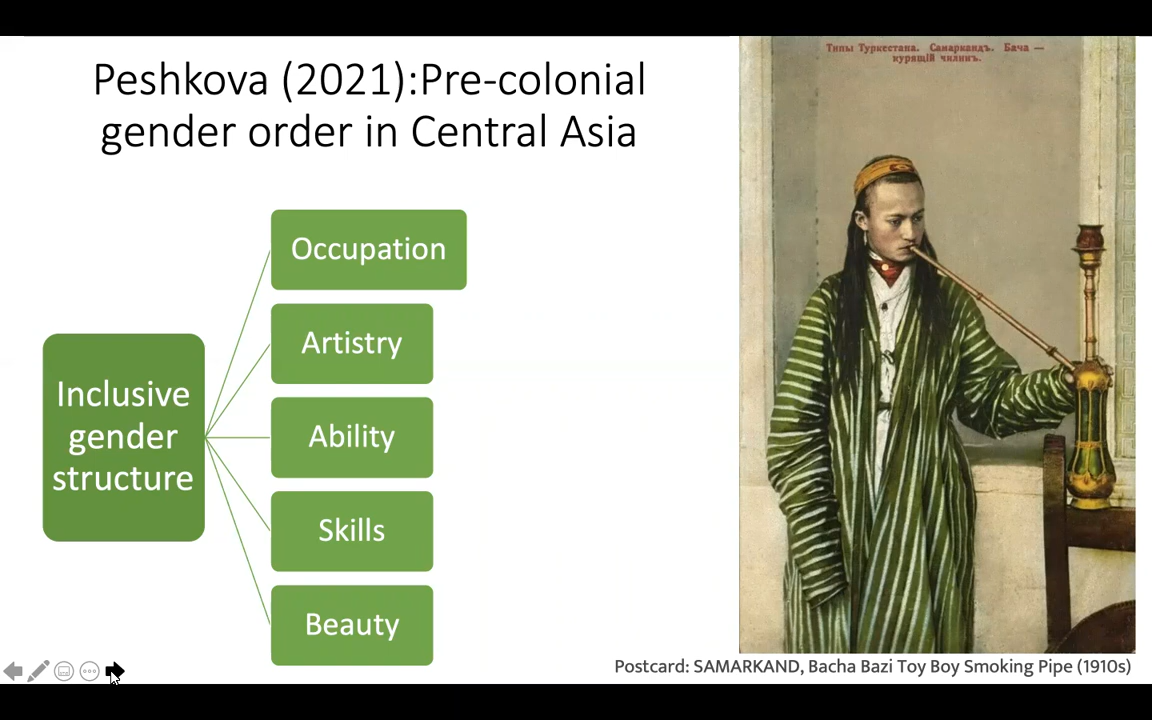 Peshkova (2021):Pre-colonial
gender order in Central Asia
Inclusive
gender
structure
Occupation
Artistry
Ability
Skills
Beauty
Типы Туркестана. Самаркандъ. Бача —
курящій чилимъ.
Postcard: SAMARKAND, Bacha Bazi Toy Boy Smoking Pipe (1910s)